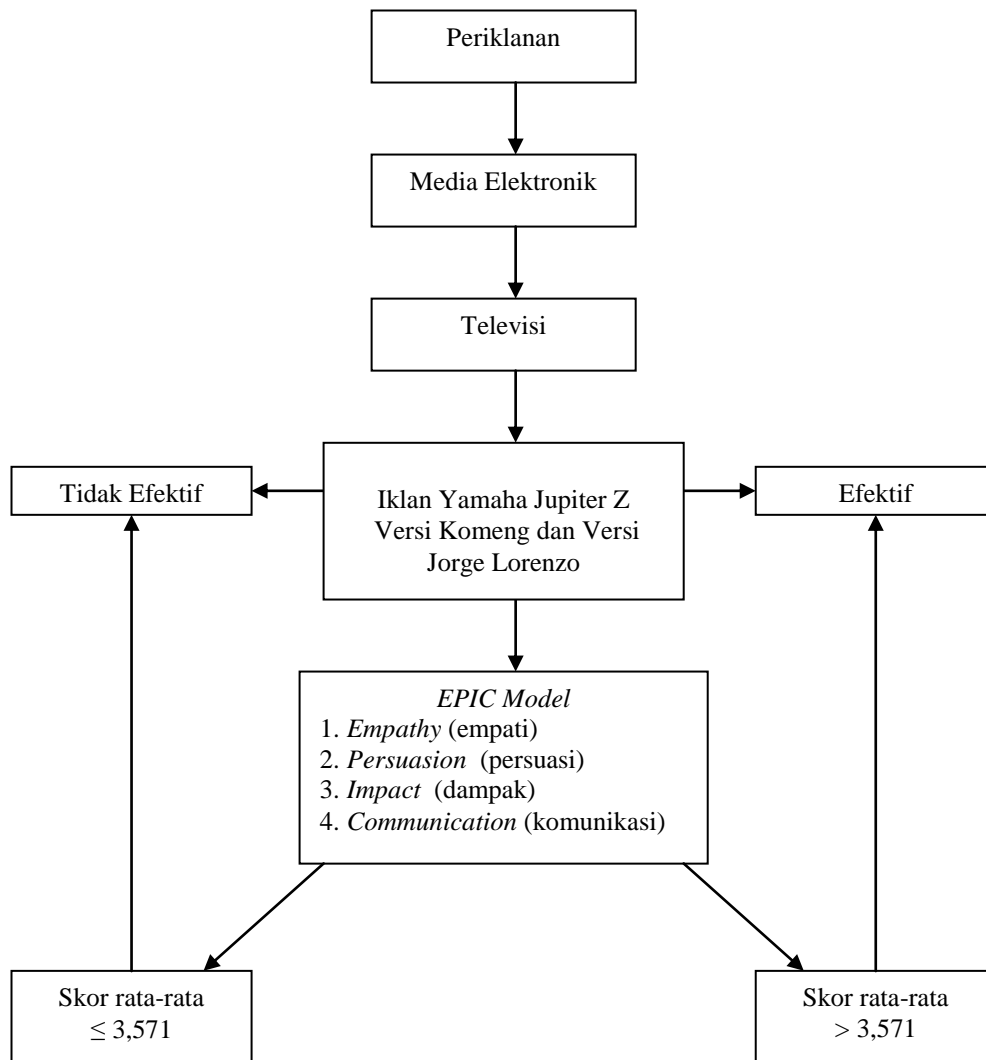 Periklanan
Media Elektronik
Televisi
Tidak Efektif
Iklan Yamaha Jupiter Z
Versi Komeng dan Versi
Jorge Lorenzo
Efektif
EPIC Model
1. Empathy (empati)
2. Persuasion (persuasi)
3. Impact (dampak)
4. Communication (komunikasi)
Skor rata-rata
≤ 3,571
Skor rata-rata
> 3,571